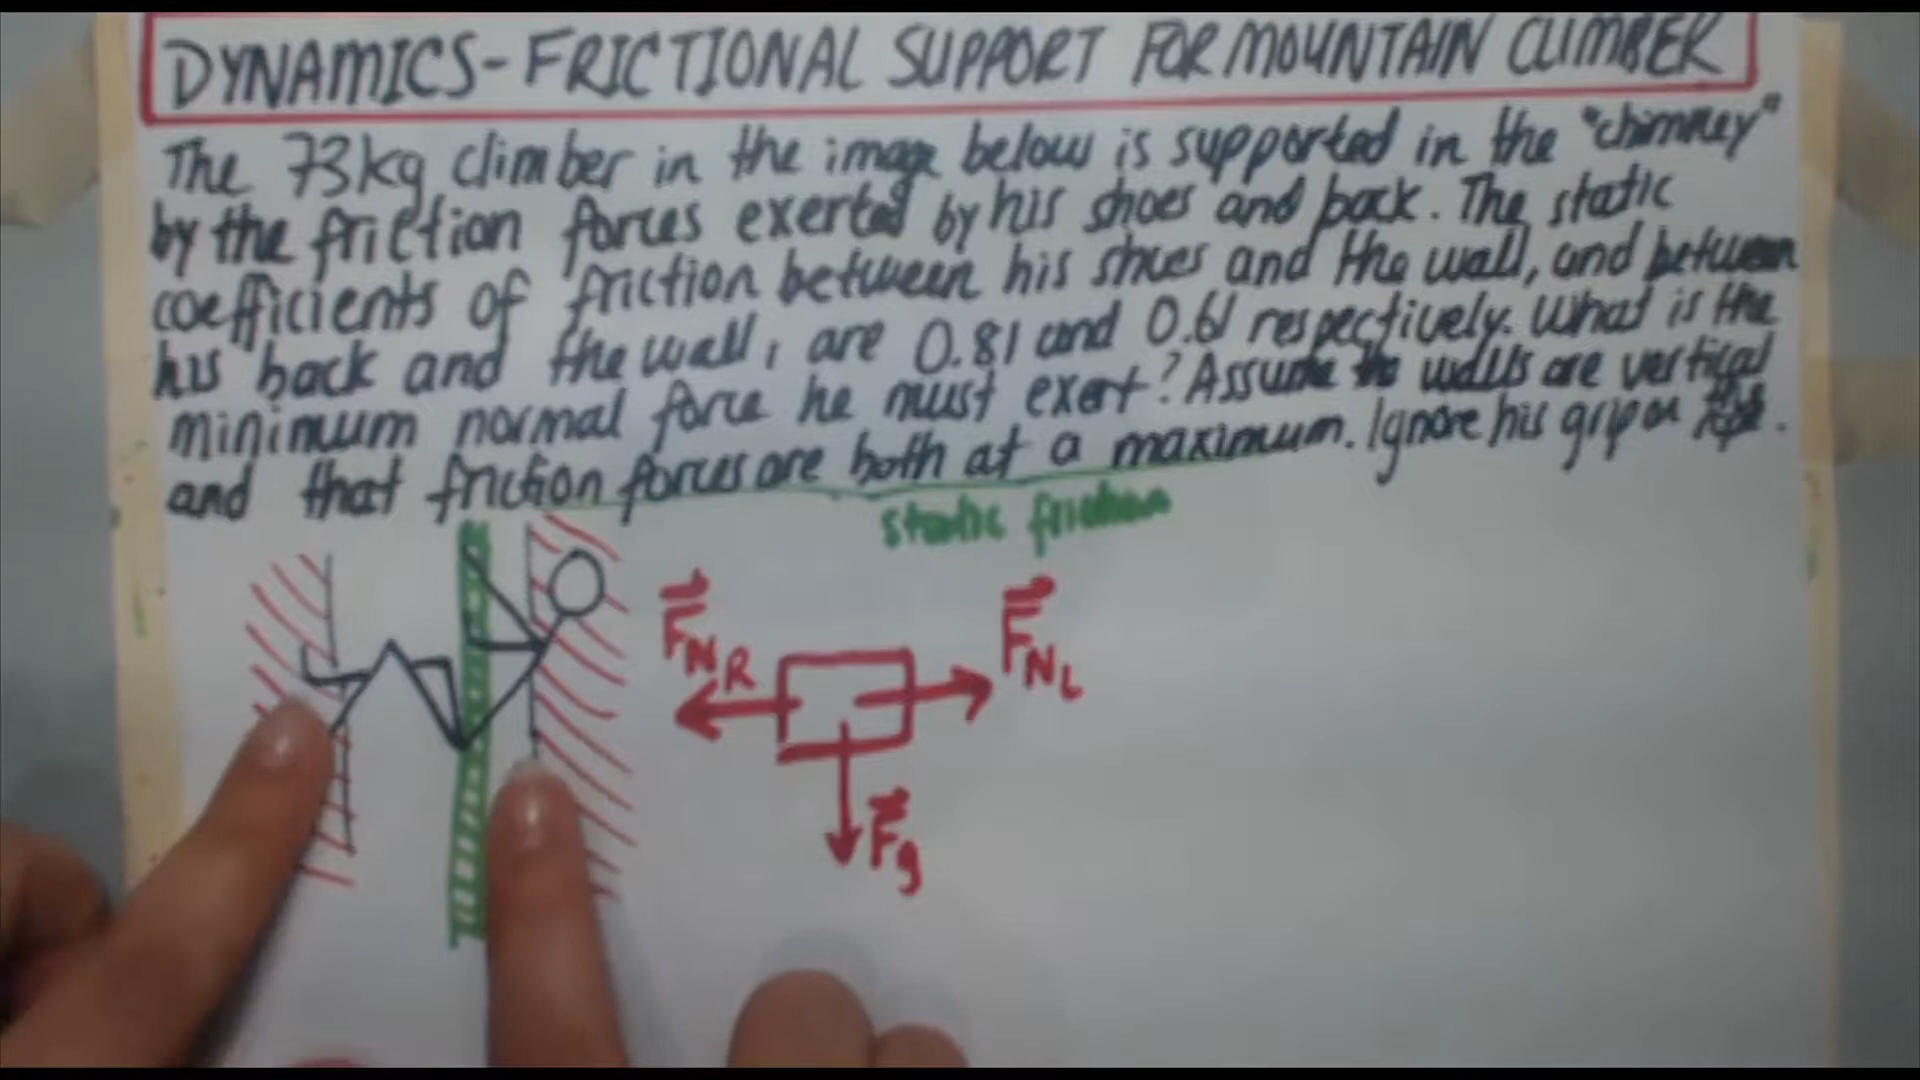 DYNAMICS-FRICTIONAL SUPPORT FOR MOUNTAIN CLIMBER
The 73kg climber in the image below is supported in the "chimney"
by the friction forces exerted by his shoes and back. The static
coefficients of friction between his shoes and the wall, and between
his back and the wall, are 0.81 and 0.61 respectively. What is the
minimum normal force he must exert? Assume the walls are vertical
and that friction forces are both at a maximum. Ignore his grip on the
static friction
F N R
F N L
F g